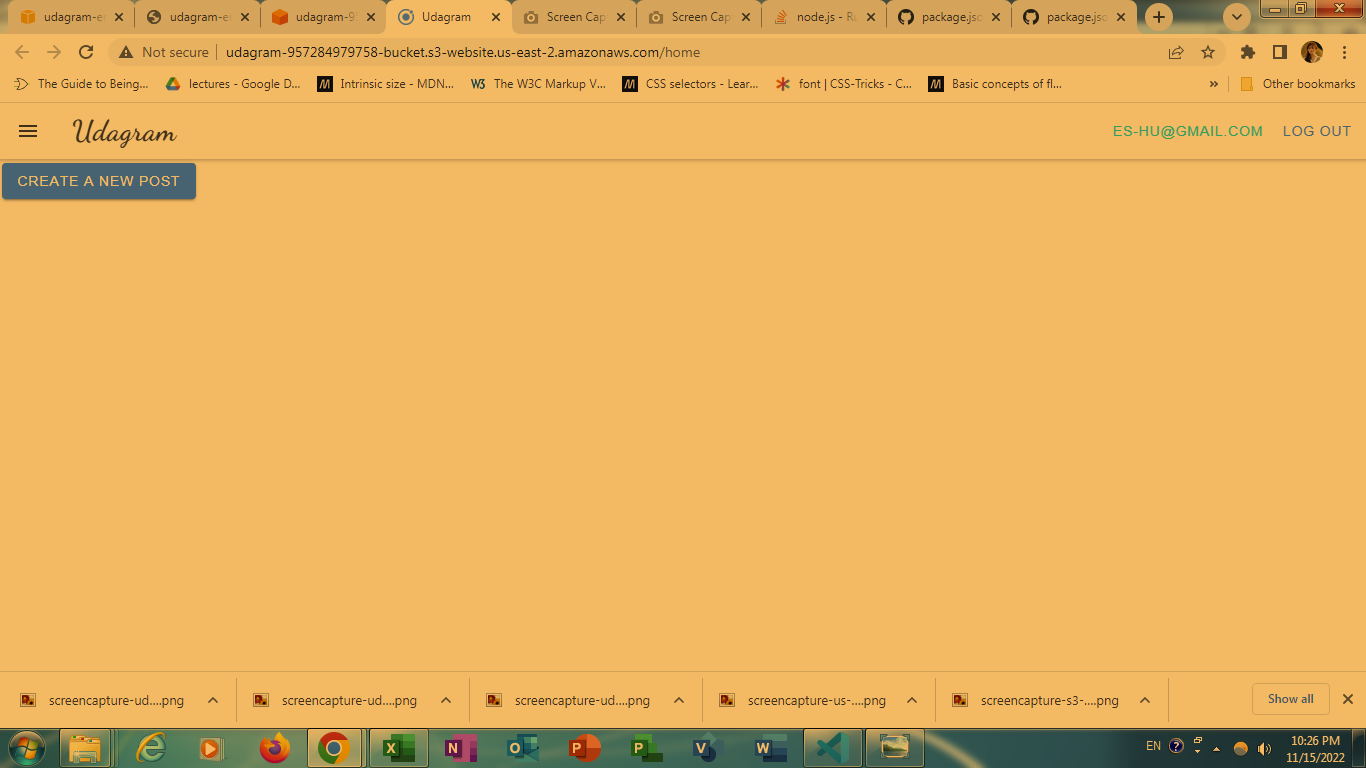 udagram-e udagram-e udagram-9 Udagram Screen Cap Screen Cap node.js - Ru package.jso package.jso
Not secure udagram-957284979758-bucket.s3-website.us-east-2.amazonaws.com/home
The Guide to Being... lectures - Google D... Intrinsic size - MDN... The W3C Markup V... CSS selectors - Lear... font | CSS-Tricks - C... Basic concepts of fl... » Other bookmarks
Udagram ES-HU@GMAIL.COM LOG OUT
CREATE A NEW POST
screencapture-ud....png screencapture-ud....png screencapture-ud....png screencapture-us-....png screencapture-s3-....png Show all
EN 10:26 PM
11/15/2022